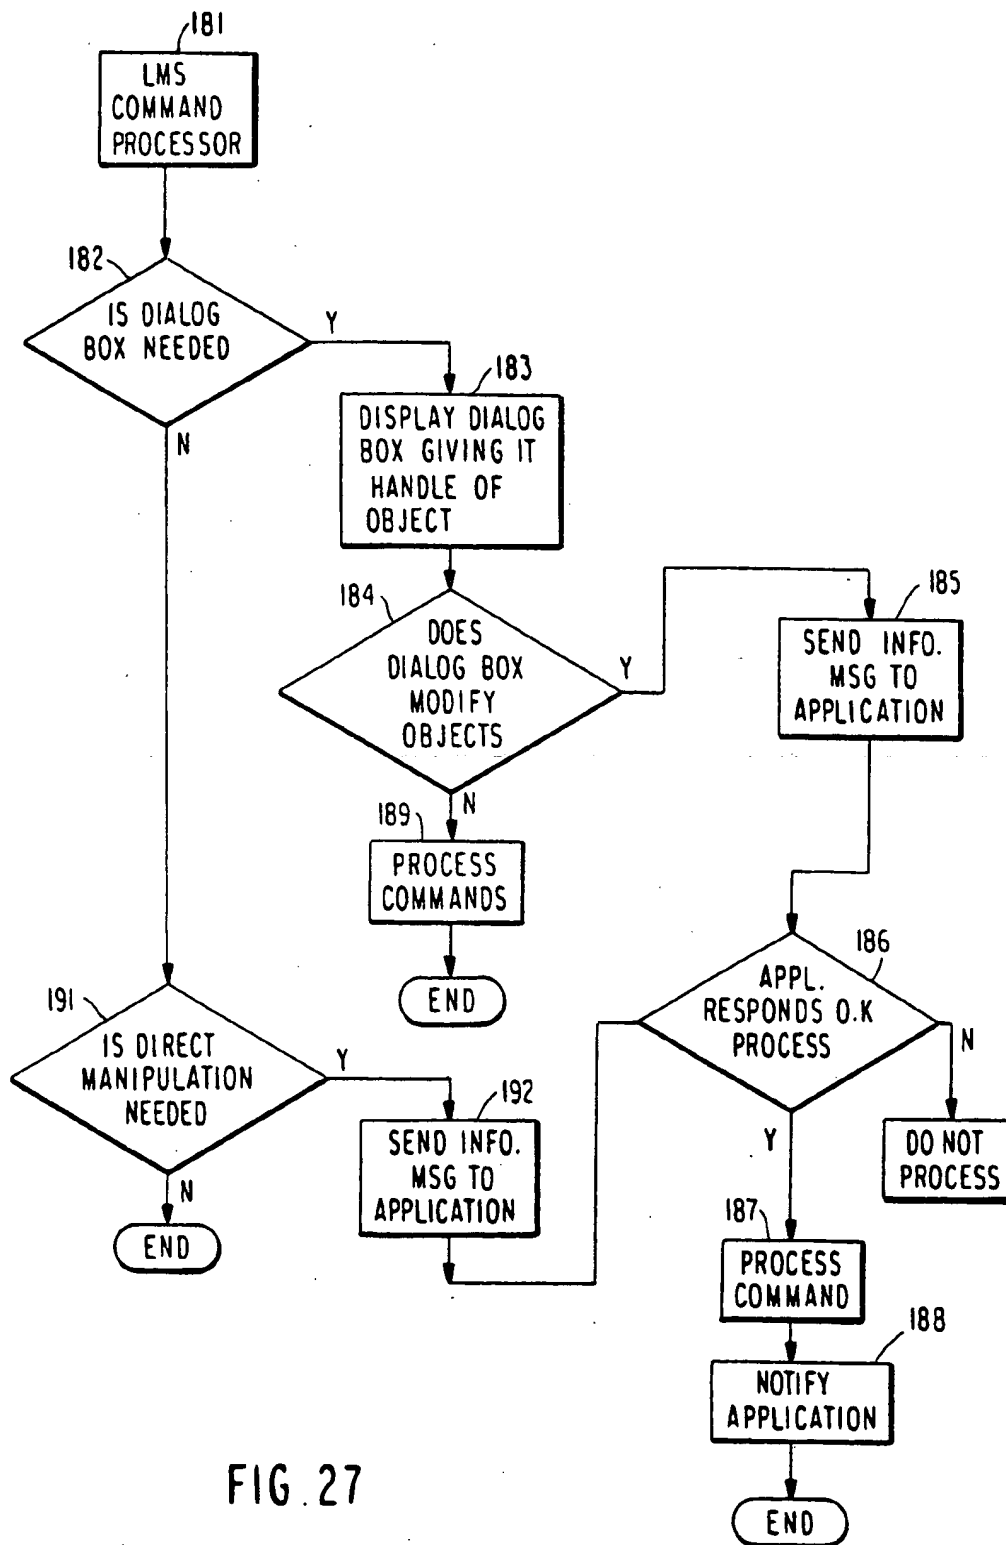 181
LMS
COMMAND
PROCESSOR
182
IS DIALOG
BOX NEEDED
Y
N
183
DISPLAY DIALOG
BOX GIVING IT
HANDLE OF
OBJECT
184
DOES
DIALOG BOX
MODIFY
OBJECTS
Y
N
185
SEND INFO.
MSG TO
APPLICATION
189
PROCESS
COMMANDS
END
186
APPL.
RESPONDS O.K
PROCESS
N
Y
DO NOT
PROCESS
191
IS DIRECT
MANIPULATION
NEEDED
Y
N
END
192
SEND INFO.
MSG TO
APPLICATION
187
PROCESS
COMMAND
188
NOTIFY
APPLICATION
END
FIG. 27